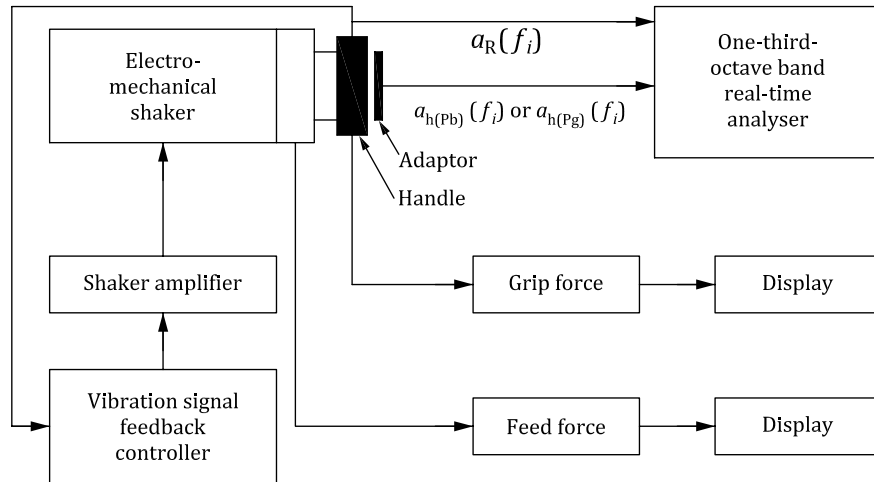 Electro-
mechanical
shaker
a_R(f_i)
One-third-
octave band
real-time
analyser
a_h(Pb) (f_i) or a_h(Pg) (f_i)
Adaptor
Handle
Shaker amplifier
Grip force
Display
Vibration signal
feedback
controller
Feed force
Display